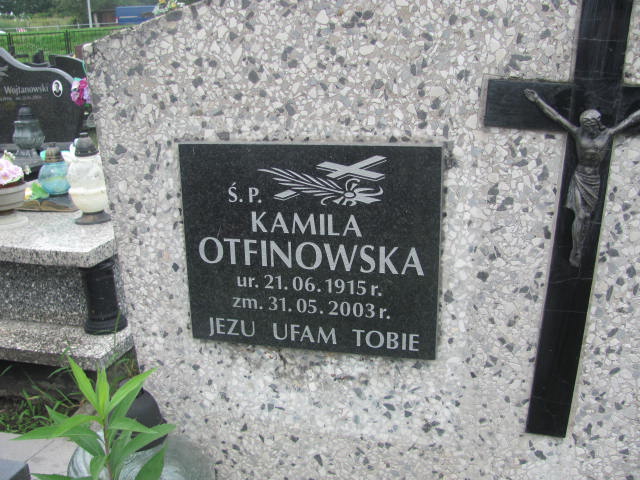 Wojtanowski
Ś. P.
KAMILA
OTFINOWSKA
ur. 21.06.1915 r.
zm. 31.05.2003 r.
JEZU UFAM TOBIE